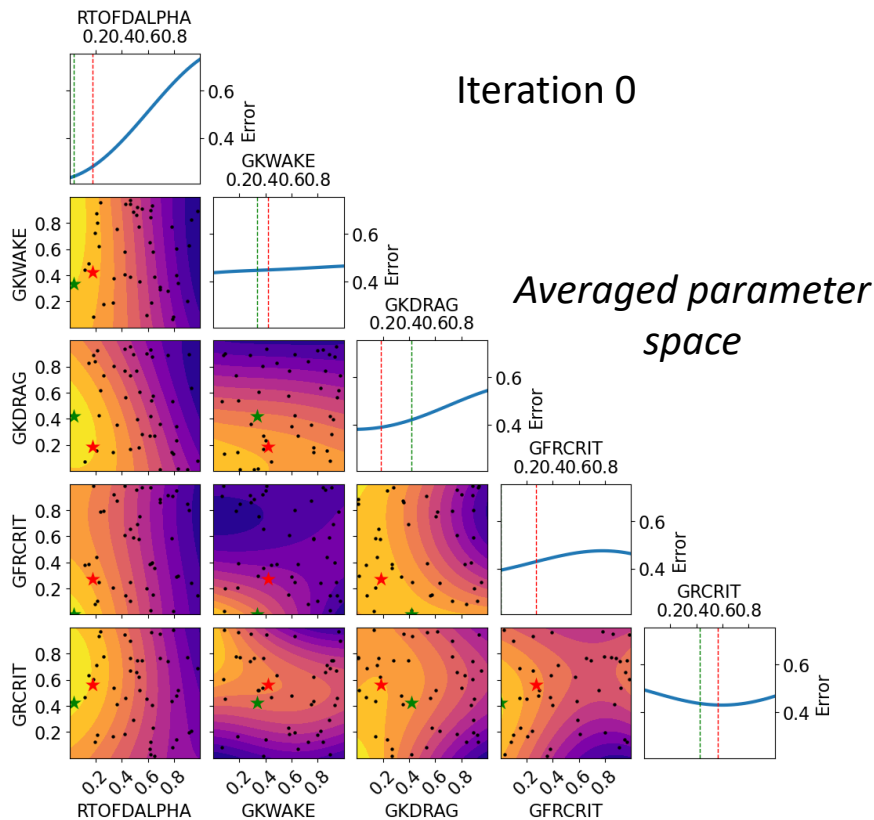 RTOFDALPHA
0.20.40.60.8
0.6
0.4
Error
Iteration 0
GKWAKE
0.20.40.60.8
GKWAKE
0.8
0.6
0.4
0.2
0.6
0.4
Error
Averaged parameter
space
GKDRAG
0.20.40.60.8
GKDRAG
0.8
0.6
0.4
0.2
0.6
0.4
Error
GFRCRIT
0.20.40.60.8
GFRCRIT
0.8
0.6
0.4
0.2
0.6
0.4
Error
GRCRIT
0.20.40.60.8
GRCRIT
0.8
0.6
0.4
0.2
0.6
0.4
Error
0.2 0.4 0.6 0.8 0.2 0.4 0.6 0.8 0.2 0.4 0.6 0.8 0.2 0.4 0.6 0.8
RTOFDALPHA GKWAKE GKDRAG GFRCRIT